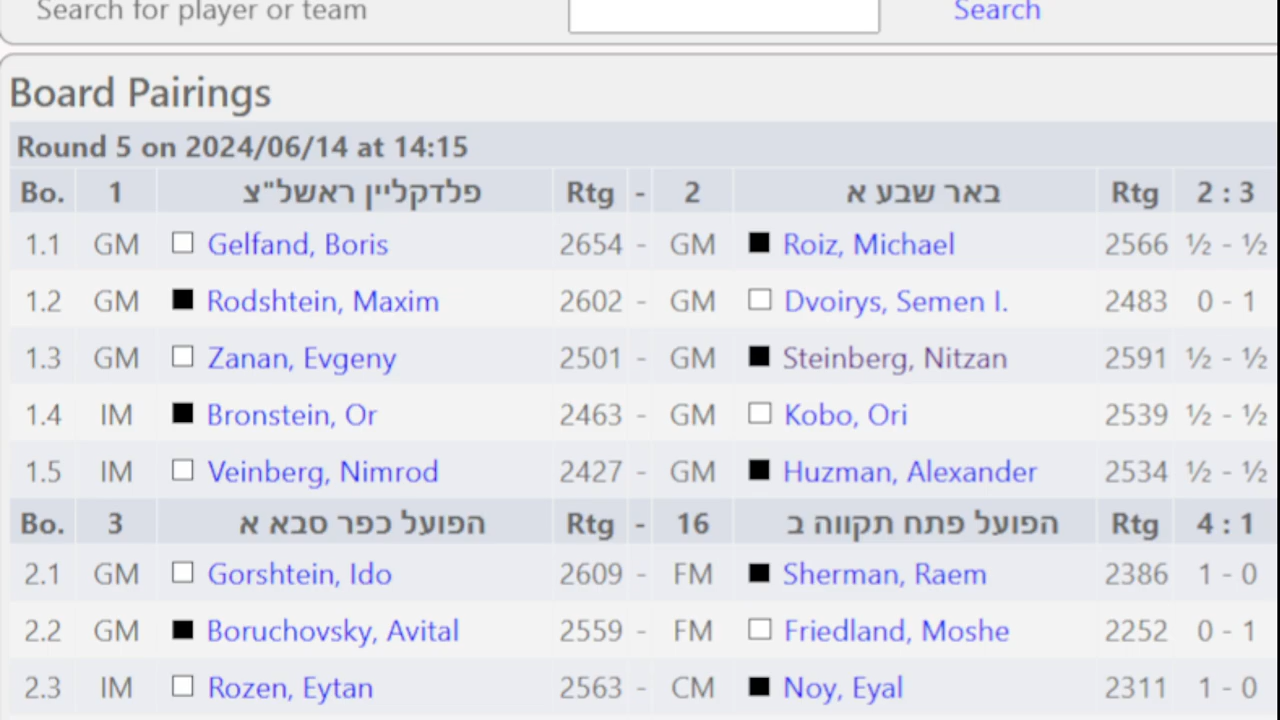 Search for player or team Search
Board Pairings
Round 5 on 2024/06/14 at 14:15
Bo. 1 פלדקליין ראשל"צ Rtg - 2 באר שבע א Rtg 2 : 3
1.1 GM Gelfand, Boris 2654 - GM Roiz, Michael 2566 ½ - ½
1.2 GM Rodshtein, Maxim 2602 - GM Dvoirys, Semen I. 2483 0 - 1
1.3 GM Zanan, Evgeny 2501 - GM Steinberg, Nitzan 2591 ½ - ½
1.4 IM Bronstein, Or 2463 - GM Kobo, Ori 2539 ½ - ½
1.5 IM Veinberg, Nimrod 2427 - GM Huzman, Alexander 2534 ½ - ½
Bo. 3 הפועל כפר סבא א Rtg - 16 הפועל פתח תקווה ב Rtg 4 : 1
2.1 GM Gorshtein, Ido 2609 - FM Sherman, Raem 2386 1 - 0
2.2 GM Boruchovsky, Avital 2559 - FM Friedland, Moshe 2252 0 - 1
2.3 IM Rozen, Eytan 2563 - CM Noy, Eyal 2311 1 - 0